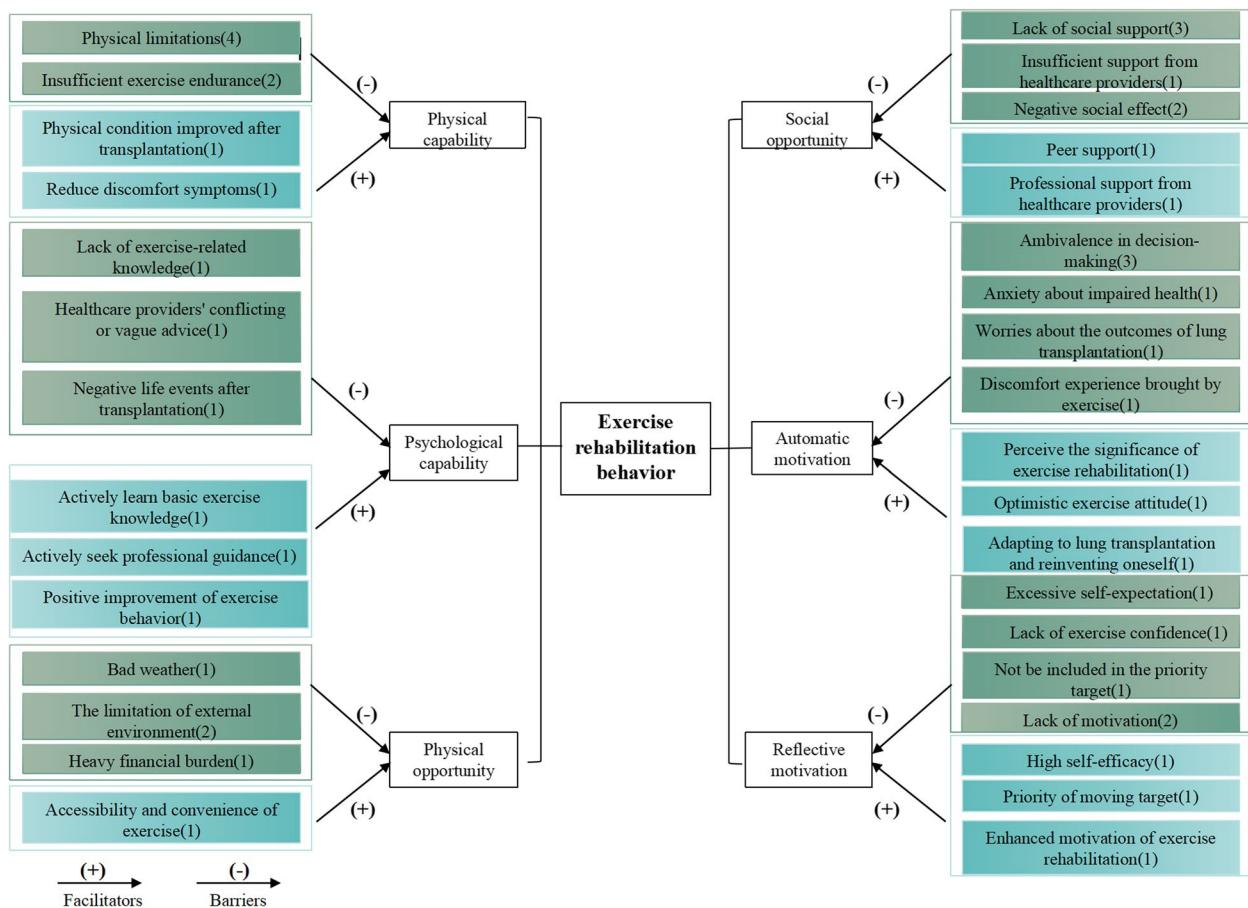 Physical limitations(4)
Insufficient exercise endurance(2)
(-)
Physical condition improved after
transplantation(1)
Reduce discomfort symptoms(1)
(+)
Physical
capability
Lack of exercise-related
knowledge(1)
Healthcare providers' conflicting
or vague advice(1)
Negative life events after
transplantation(1)
(-)
Actively learn basic exercise
knowledge(1)
Actively seek professional guidance(1)
Positive improvement of exercise
behavior(1)
(+)
Psychological
capability
Bad weather(1)
The limitation of external
environment(2)
Heavy financial burden(1)
(-)
Accessibility and convenience of
exercise(1)
(+)
Physical
opportunity
Exercise
rehabilitation
behavior
Social
opportunity
(-)
Lack of social support(3)
Insufficient support from
healthcare providers(1)
Negative social effect(2)
(+)
Peer support(1)
Professional support from
healthcare providers(1)
Automatic
motivation
(-)
Ambivalence in decision-
making(3)
Anxiety about impaired health(1)
Worries about the outcomes of lung
transplantation(1)
Discomfort experience brought by
exercise(1)
(+)
Perceive the significance of
exercise rehabilitation(1)
Optimistic exercise attitude(1)
Adapting to lung transplantation
and reinventing oneself(1)
Reflective
motivation
(-)
Excessive self-expectation(1)
Lack of exercise confidence(1)
Not be included in the priority
target(1)
Lack of motivation(2)
(+)
High self-efficacy(1)
Priority of moving target(1)
Enhanced motivation of exercise
rehabilitation(1)
(+)
Facilitators
(-)
Barriers